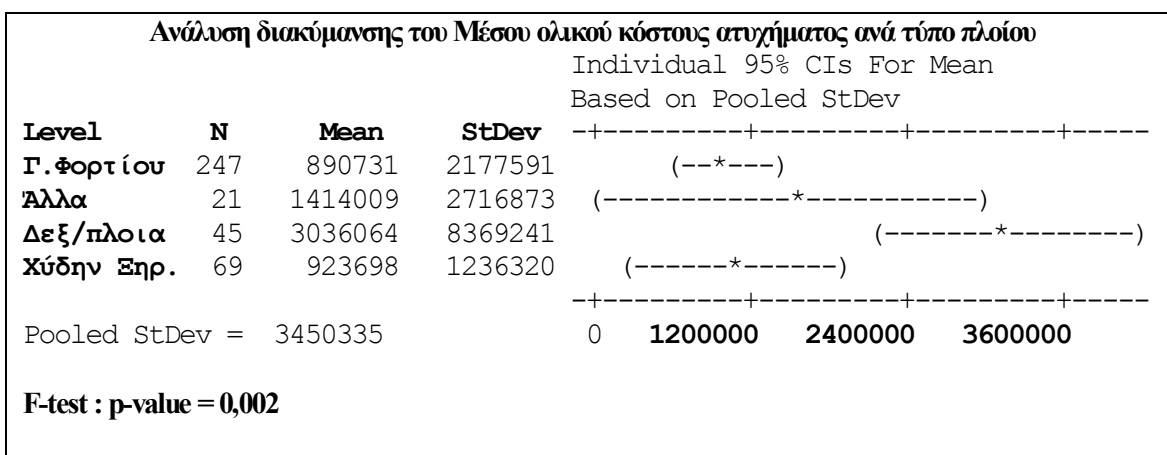 Ανάλυση διακύμανσης του Μέσου ολικού κόστους ατυχήματος ανά τύπο πλοίου
Individual 95% CIs For Mean
Based on Pooled StDev
Level N Mean StDev -+---------+---------+---------+-----
Γ.Φορτίου 247 890731 2177591 (--*---)
Άλλα 21 1414009 2716873 (------------*-----------)
Δεξ/πλοια 45 3036064 8369241 (-------*--------)
Χύδην Ξηρ. 69 923698 1236320 (------*------)
-+---------+---------+---------+-----
Pooled StDev = 3450335 0 1200000 2400000 3600000
F-test : p-value = 0,002